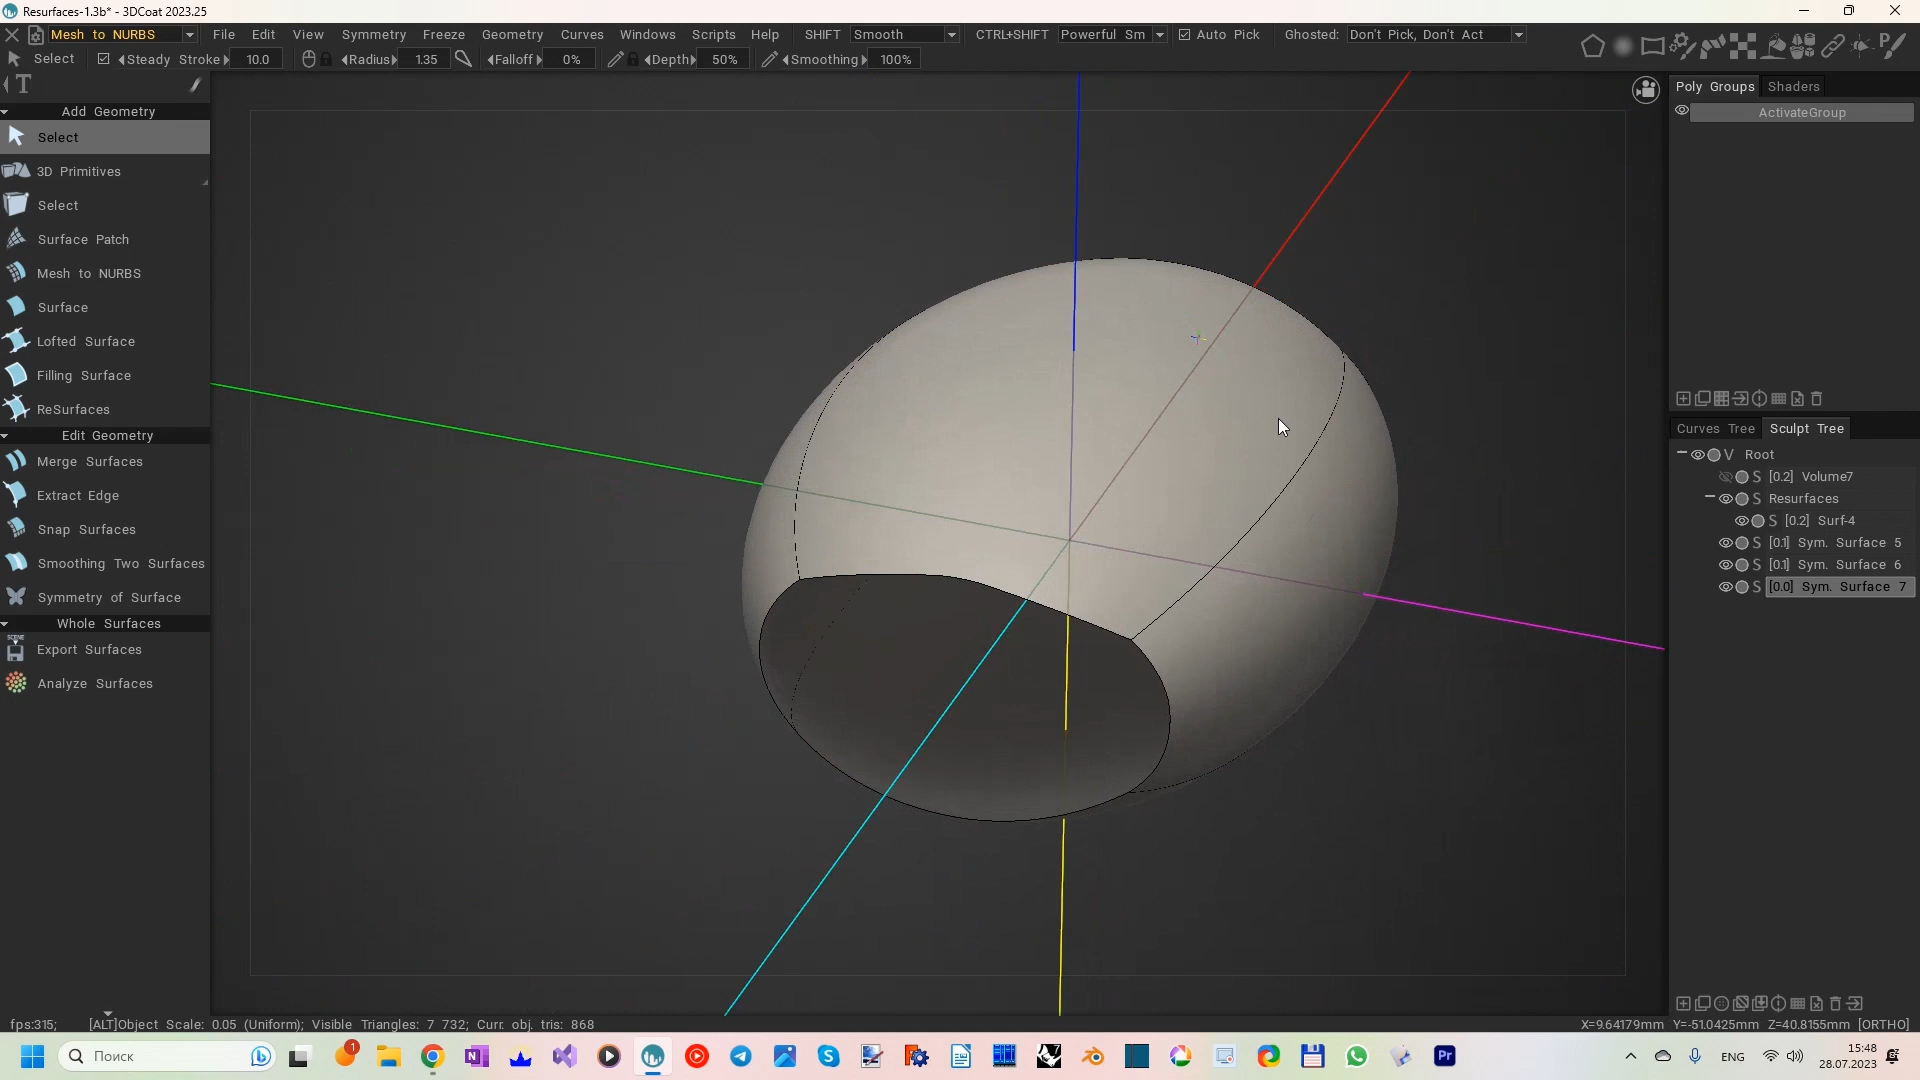 Resurfaces-1.3b* - 3DCoat 2023.25
Mesh to NURBS File Edit View Symmetry Freeze Geometry Curves Windows Scripts Help SHIFT Smooth CTRL+SHIFT Powerful Sm Auto Pick Ghosted: Don't Pick, Don't Act
Select Steady Stroke 10.0 Radius 1.35 Falloff 0% Depth 50% Smoothing 100%
T
Add Geometry
Select
3D Primitives
Select
Surface Patch
Mesh to NURBS
Surface
Lofted Surface
Filling Surface
ReSurfaces
Edit Geometry
Merge Surfaces
Extract Edge
Snap Surfaces
Smoothing Two Surfaces
Symmetry of Surface
Whole Surfaces
Export Surfaces
Analyze Surfaces
Poly Groups Shaders
ActivateGroup
Curves Tree Sculpt Tree
V Root
S [0.2] Volume7
S Resurfaces
S [0.2] Surf-4
S [0.1] Sym. Surface 5
S [0.1] Sym. Surface 6
S [0.0] Sym. Surface 7
fps:315; [ALT]Object Scale: 0.05 (Uniform); Visible Triangles: 7 732; Curr. obj. tris: 868
X=9.64179mm Y=-51.0425mm Z=40.8155mm [ORTHO]
Поиск
1
Pr
ENG
15:48
28.07.2023